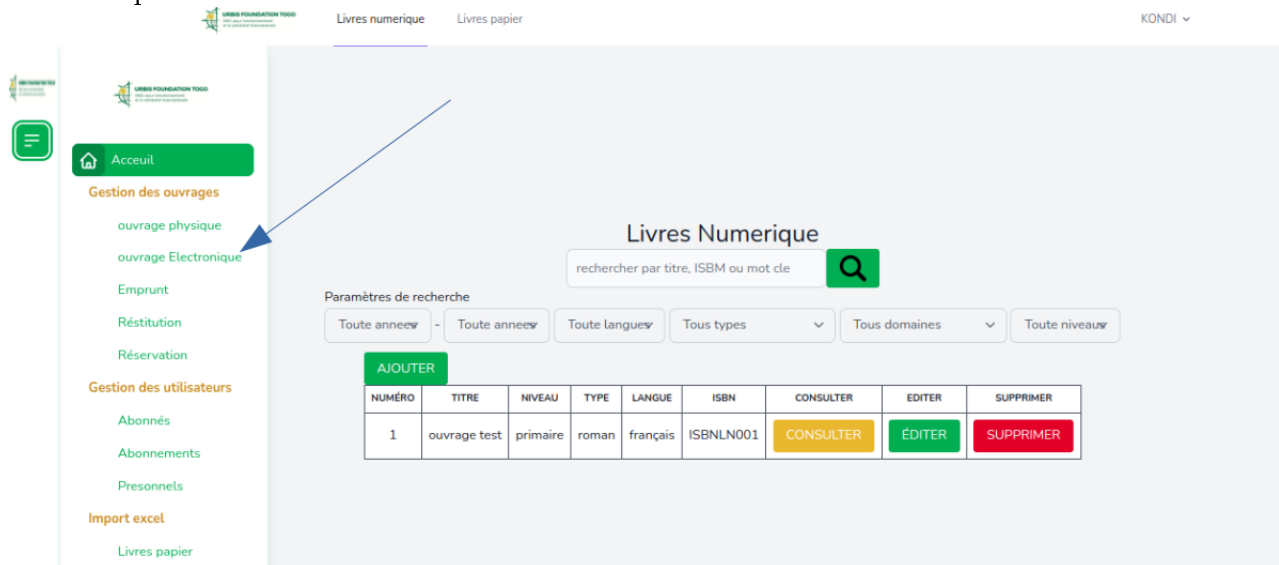 URBIS FOUNDATION TOGO
Livres numerique
Livres papier
KONDI
URBIS FOUNDATION TOGO
Acceuil
Gestion des ouvrages
ouvrage physique
ouvrage Electronique
Emprunt
Réstitution
Réservation
Gestion des utilisateurs
Abonnés
Abonnements
Presonnels
Import excel
Livres papier
Livres Numerique
rechercher par titre, ISBM ou mot cle
Paramètres de recherche
Toute annees - Toute annees Toute langues Tous types Tous domaines Toute niveaux
AJOUTER
NUMÉRO TITRE NIVEAU TYPE LANGUE ISBN CONSULTER EDITER SUPPRIMER
1 ouvrage test primaire roman français ISBNLN001 CONSULTER ÉDITER SUPPRIMER